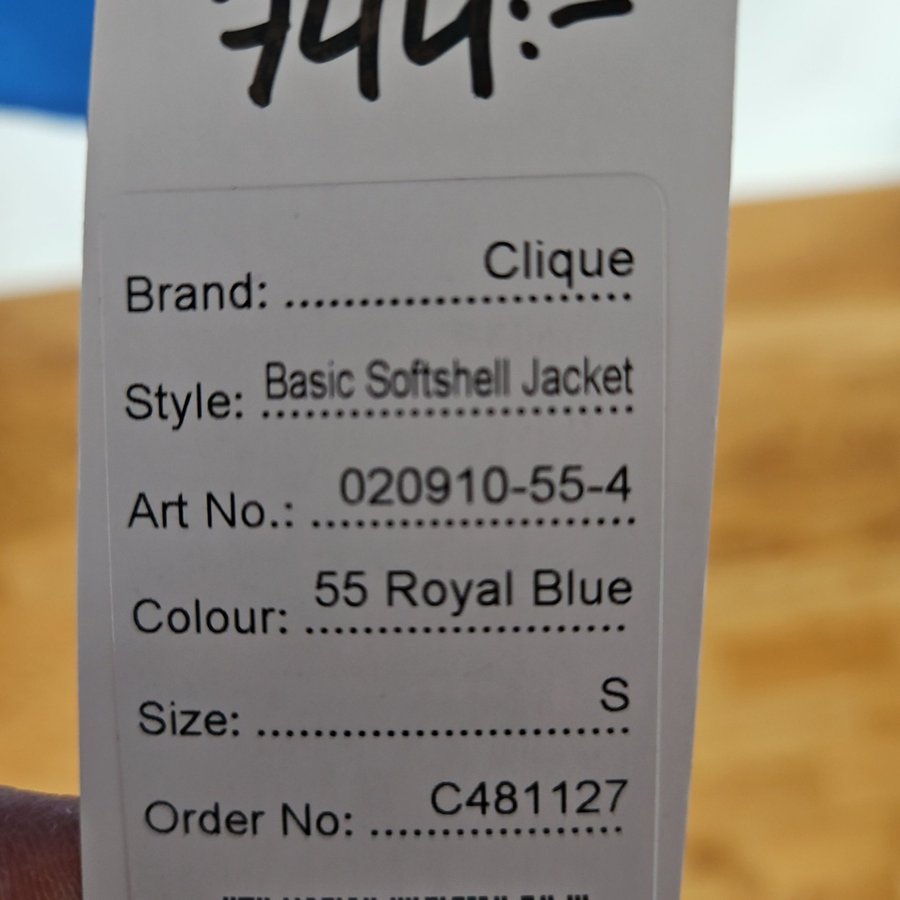 744:-
Brand: Clique
Style: Basic Softshell Jacket
Art No.: 020910-55-4
Colour: 55 Royal Blue
Size: S
Order No: C481127